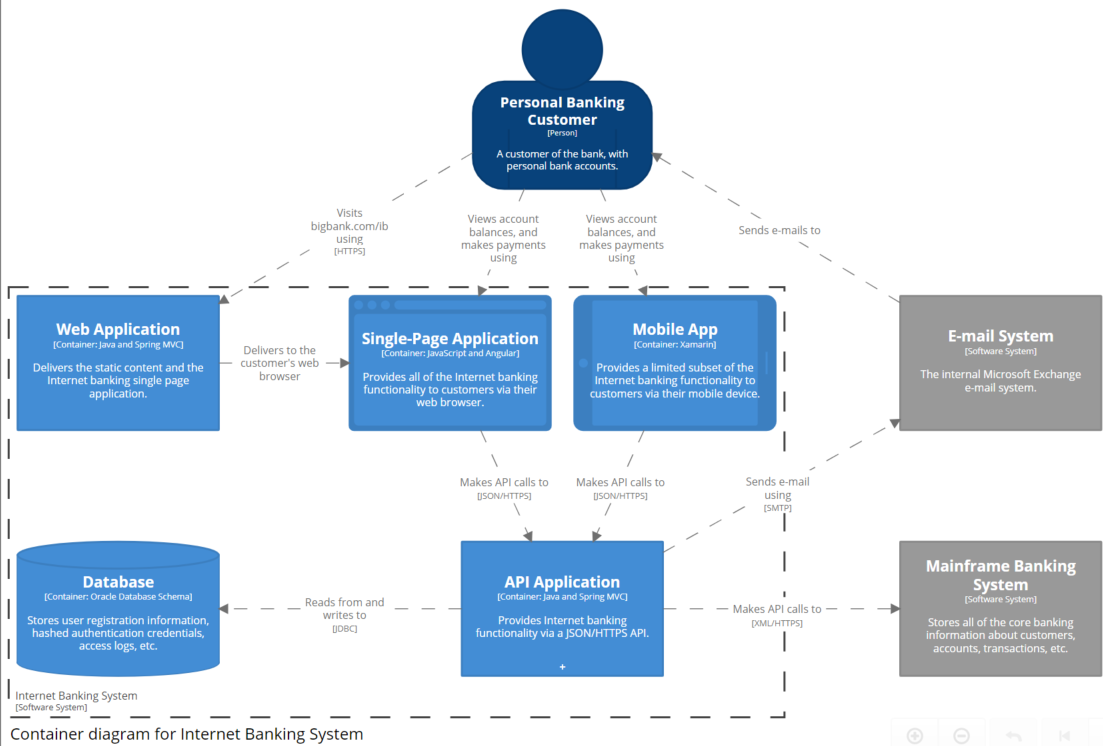 Personal Banking
Customer
[Person]
A customer of the bank, with
personal bank accounts.
Visits
bigbank.com/ib
using
[HTTPS]
Views account
balances, and
makes payments
using
Views account
balances, and
makes payments
using
Sends e-mails to
Web Application
[Container: Java and Spring MVC]
Delivers the static content and the
Internet banking single page
application.
Delivers to the
customer's web
browser
Single-Page Application
[Container: JavaScript and Angular]
Provides all of the Internet banking
functionality to customers via their
web browser.
Mobile App
[Container: Xamarin]
Provides a limited subset of the
Internet banking functionality to
customers via their mobile device.
E-mail System
[Software System]
The internal Microsoft Exchange
e-mail system.
Makes API calls to
[JSON/HTTPS]
Makes API calls to
[JSON/HTTPS]
Sends e-mail
using
[SMTP]
Database
[Container: Oracle Database Schema]
Stores user registration information,
hashed authentication credentials,
access logs, etc.
Reads from and
writes to
[JDBC]
API Application
[Container: Java and Spring MVC]
Provides Internet banking
functionality via a JSON/HTTPS API.
+
Makes API calls to
[XML/HTTPS]
Mainframe Banking
System
[Software System]
Stores all of the core banking
information about customers,
accounts, transactions, etc.
Internet Banking System
[Software System]
Container diagram for Internet Banking System